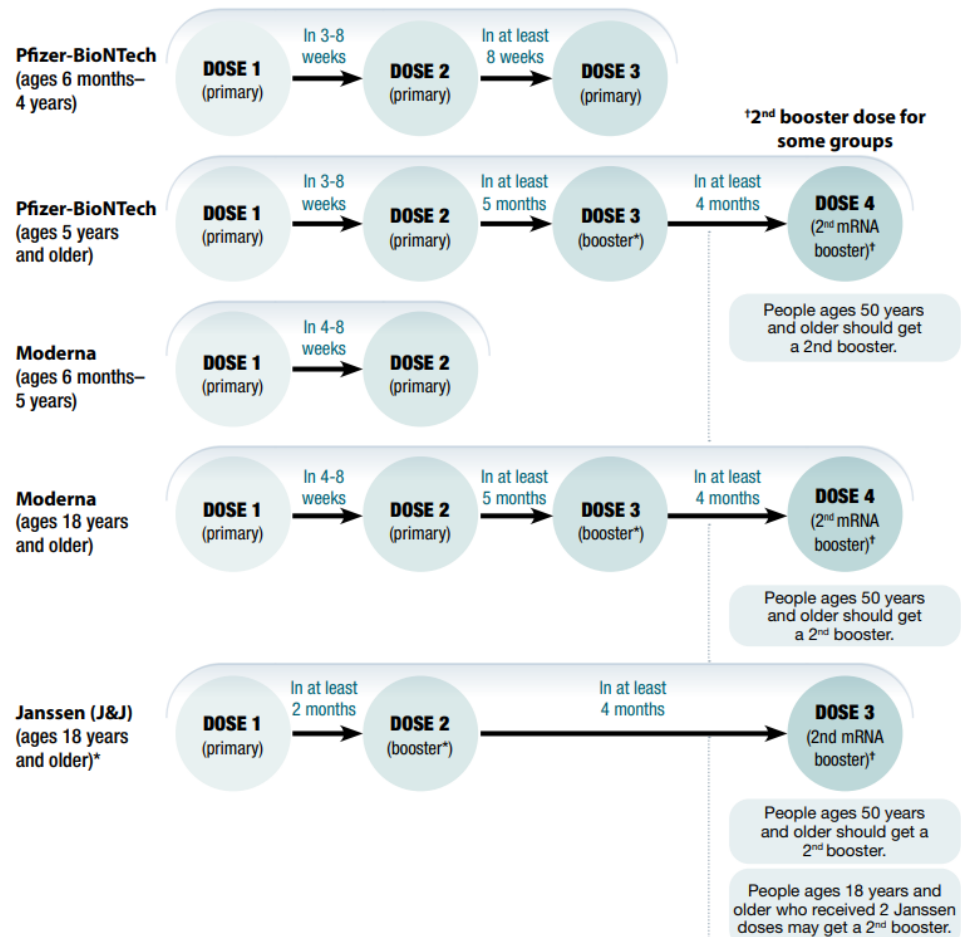 Pfizer-BioNTech
(ages 6 months–
4 years)
DOSE 1
(primary)
In 3-8
weeks
DOSE 2
(primary)
In at least
8 weeks
DOSE 3
(primary)
†2nd booster dose for
some groups
Pfizer-BioNTech
(ages 5 years
and older)
DOSE 1
(primary)
In 3-8
weeks
DOSE 2
(primary)
In at least
5 months
DOSE 3
(booster*)
In at least
4 months
DOSE 4
(2nd mRNA
booster)†
People ages 50 years
and older should get
a 2nd booster.
Moderna
(ages 6 months–
5 years)
DOSE 1
(primary)
In 4-8
weeks
DOSE 2
(primary)
Moderna
(ages 18 years
and older)
DOSE 1
(primary)
In 4-8
weeks
DOSE 2
(primary)
In at least
5 months
DOSE 3
(booster*)
In at least
4 months
DOSE 4
(2nd mRNA
booster)†
People ages 50 years
and older should get
a 2nd booster.
Janssen (J&J)
(ages 18 years
and older)*
DOSE 1
(primary)
In at least
2 months
DOSE 2
(booster*)
In at least
4 months
DOSE 3
(2nd mRNA
booster)†
People ages 50 years
and older should get a
2nd booster.
People ages 18 years and
older who received 2 Janssen
doses may get a 2nd booster.